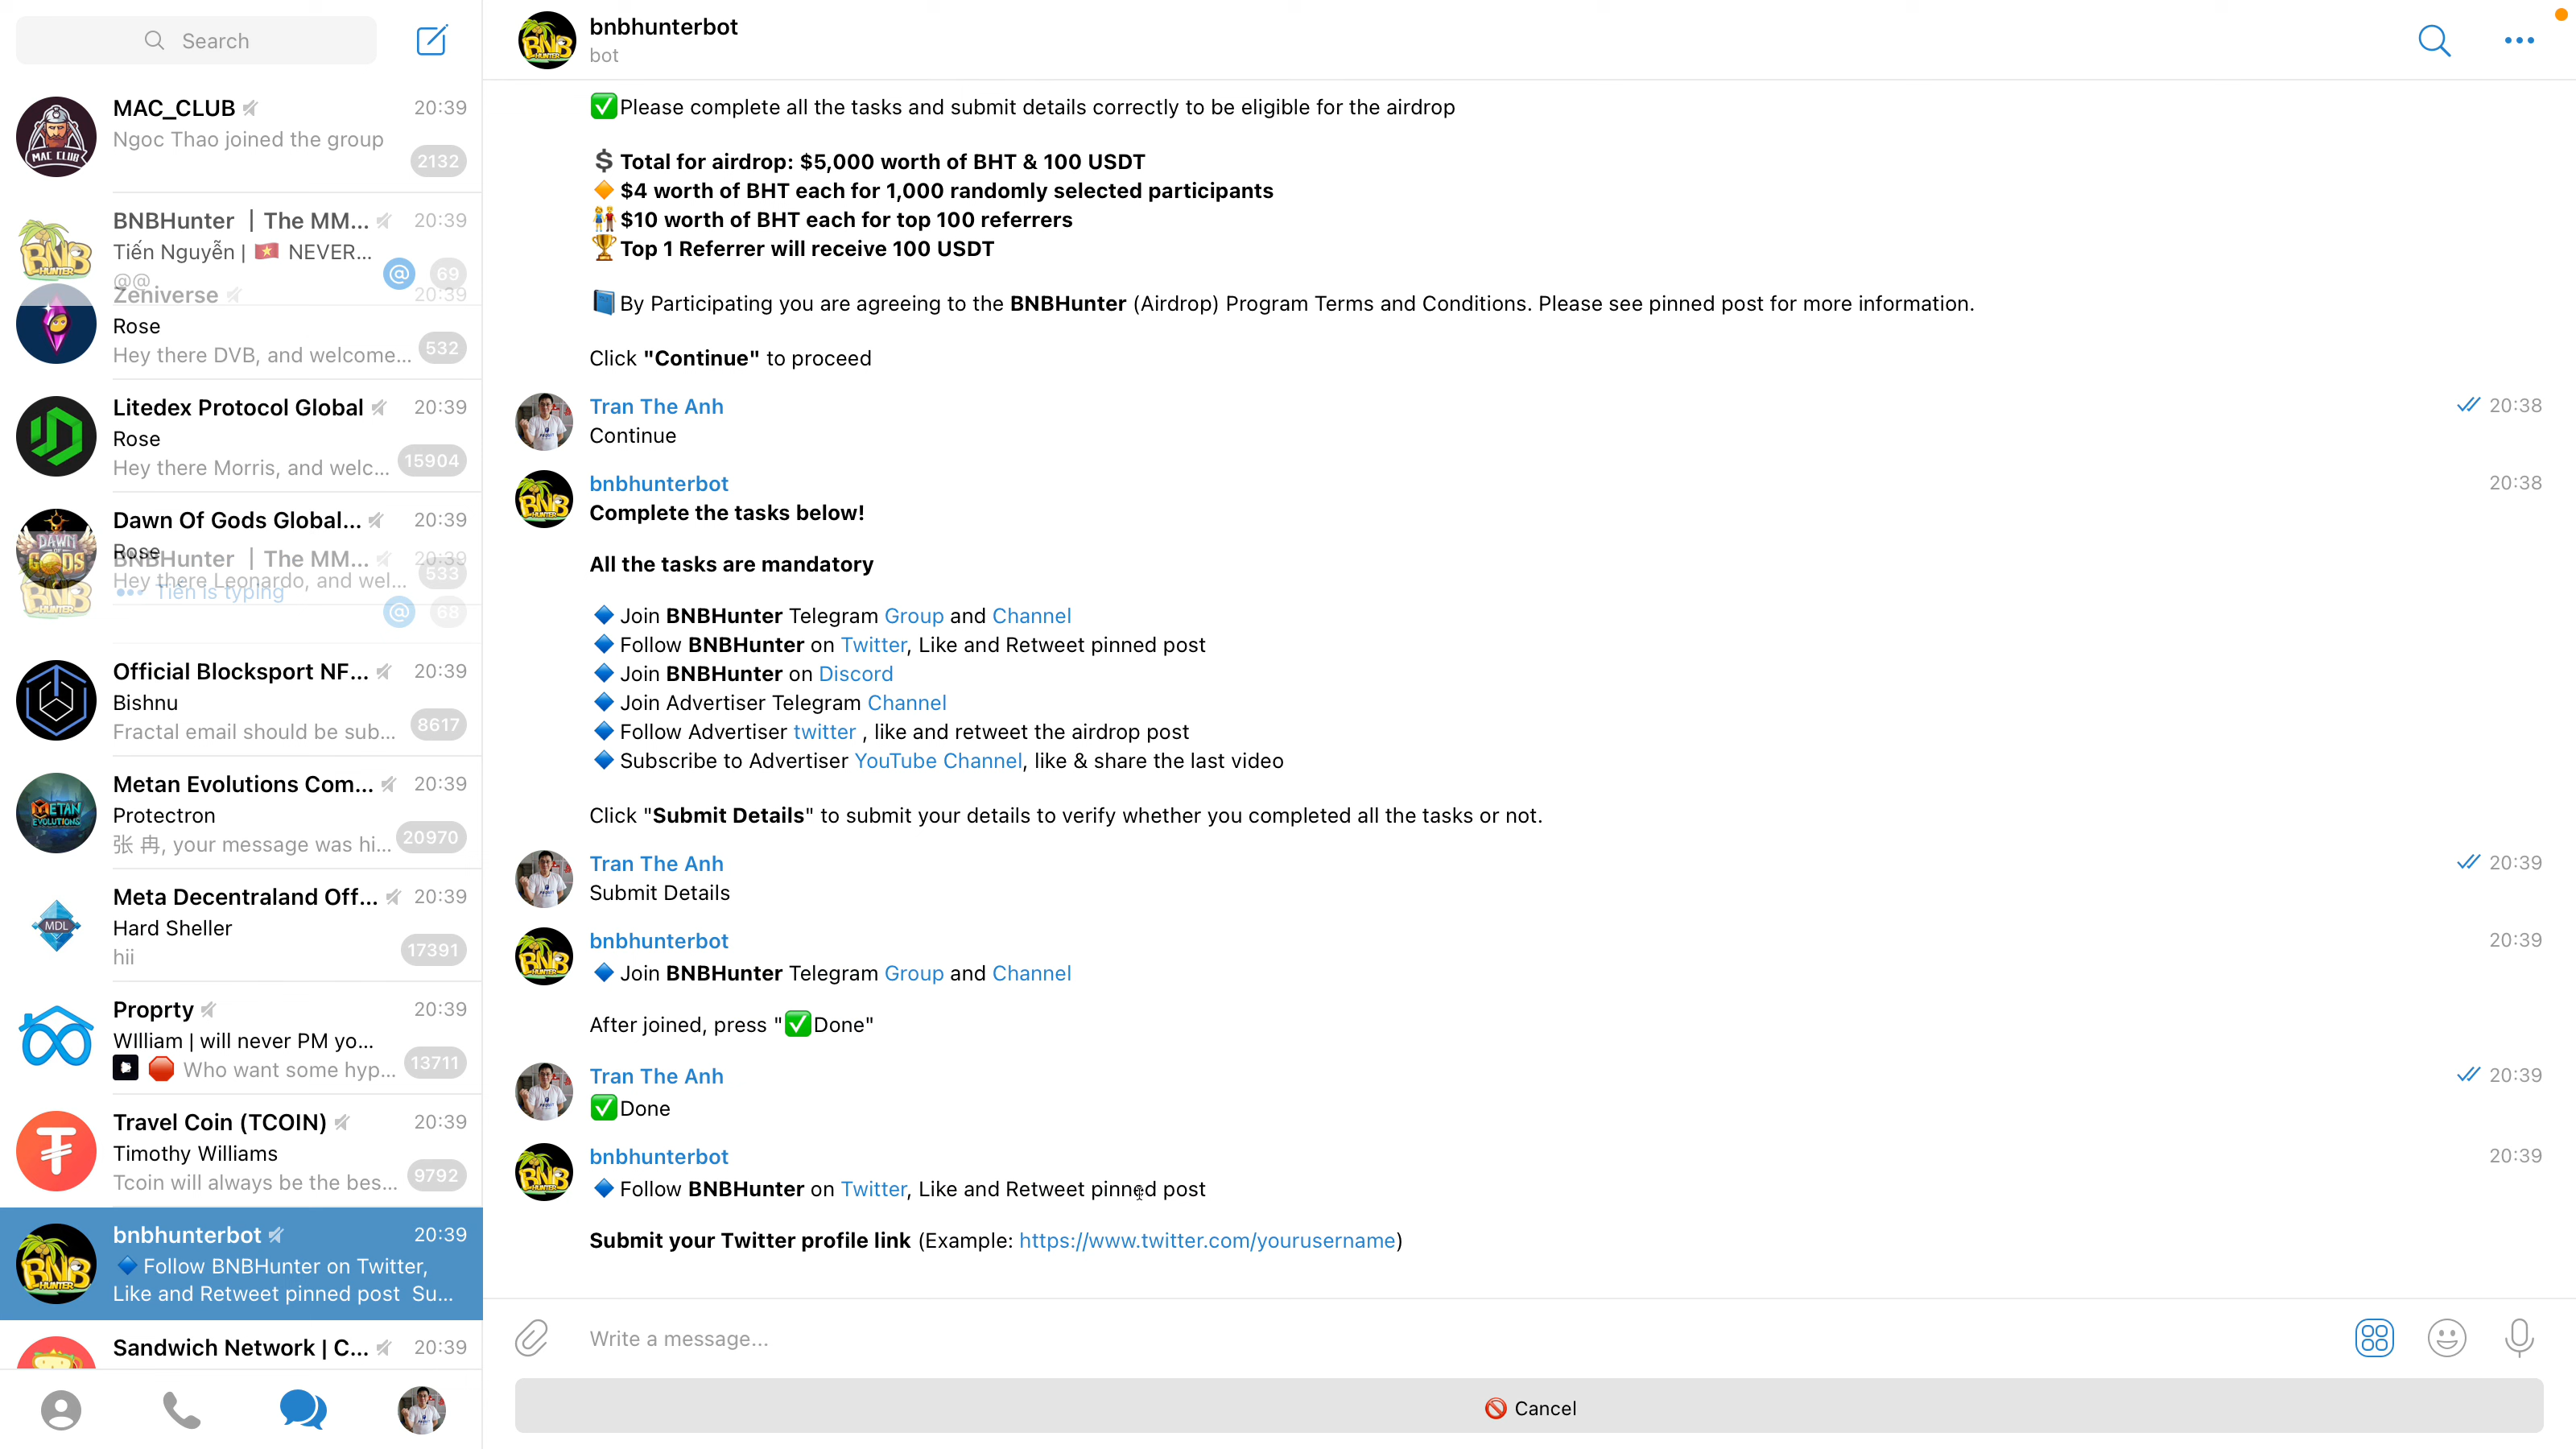 Search
MAC_CLUB 20:39
Ngoc Thao joined the group
2132
BNBHunter | The MM... 20:39
Tiến Nguyễn | 🇻🇳 NEVER...
@@ @ 69
Zeniverse 20:39
Rose
Hey there DVB, and welcome... 532
Litedex Protocol Global 20:39
Rose
Hey there Morris, and welc... 15904
Dawn Of Gods Global... 20:39
Rose
BNBHunter | The MM... 20:39
Hey there Leonardo, and wel... 533
Tiến is typing
@ 68
Official Blocksport NF... 20:39
Bishnu
Fractal email should be sub... 8617
Metan Evolutions Com... 20:39
Protectron
张 冉, your message was hi... 20970
Meta Decentraland Off... 20:39
Hard Sheller
hii 17391
Proprty 20:39
WIlliam | will never PM yo...
🛑 Who want some hyp... 13711
Travel Coin (TCOIN) 20:39
Timothy Williams
Tcoin will always be the bes... 9792
bnbhunterbot 20:39
🔹 Follow BNBHunter on Twitter,
Like and Retweet pinned post Su...
Sandwich Network | C... 20:39
bnbhunterbot
bot
✅Please complete all the tasks and submit details correctly to be eligible for the airdrop
💲Total for airdrop: $5,000 worth of BHT & 100 USDT
🔸$4 worth of BHT each for 1,000 randomly selected participants
👫$10 worth of BHT each for top 100 referrers
🏆Top 1 Referrer will receive 100 USDT
📘By Participating you are agreeing to the BNBHunter (Airdrop) Program Terms and Conditions. Please see pinned post for more information.
Click "Continue" to proceed
Tran The Anh 20:38
Continue
bnbhunterbot 20:38
Complete the tasks below!
All the tasks are mandatory
🔹Join BNBHunter Telegram Group and Channel
🔹Follow BNBHunter on Twitter, Like and Retweet pinned post
🔹Join BNBHunter on Discord
🔹Join Advertiser Telegram Channel
🔹Follow Advertiser twitter , like and retweet the airdrop post
🔹Subscribe to Advertiser YouTube Channel, like & share the last video
Click "Submit Details" to submit your details to verify whether you completed all the tasks or not.
Tran The Anh 20:39
Submit Details
bnbhunterbot 20:39
🔹Join BNBHunter Telegram Group and Channel
After joined, press "✅Done"
Tran The Anh 20:39
✅Done
bnbhunterbot 20:39
🔹Follow BNBHunter on Twitter, Like and Retweet pinned post
Submit your Twitter profile link (Example: https://www.twitter.com/yourusername)
Write a message...
🚫 Cancel